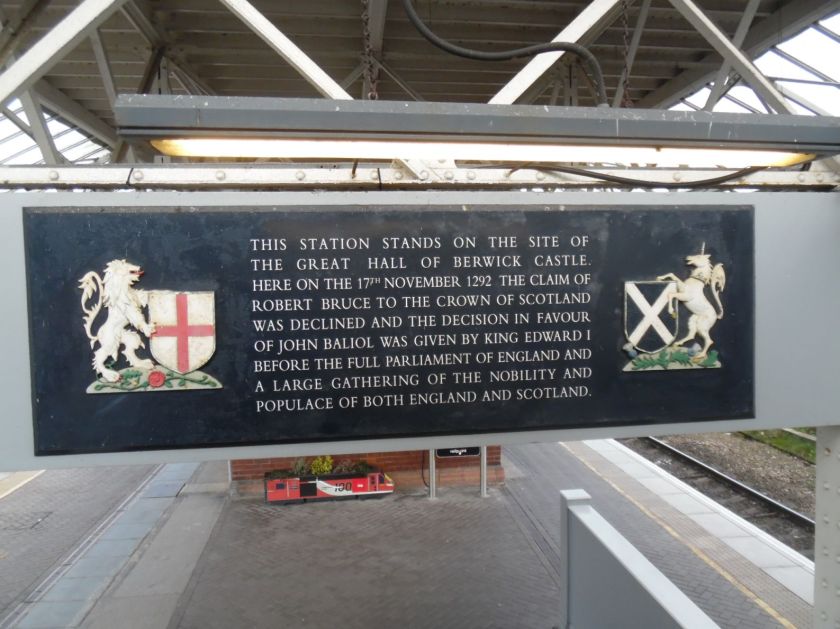 THIS STATION STANDS ON THE SITE OF
THE GREAT HALL OF BERWICK CASTLE.
HERE ON THE 17TH NOVEMBER 1292 THE CLAIM OF
ROBERT BRUCE TO THE CROWN OF SCOTLAND
WAS DECLINED AND THE DECISION IN FAVOUR
OF JOHN BALIOL WAS GIVEN BY KING EDWARD I
BEFORE THE FULL PARLIAMENT OF ENGLAND AND
A LARGE GATHERING OF THE NOBILITY AND
POPULACE OF BOTH ENGLAND AND SCOTLAND.